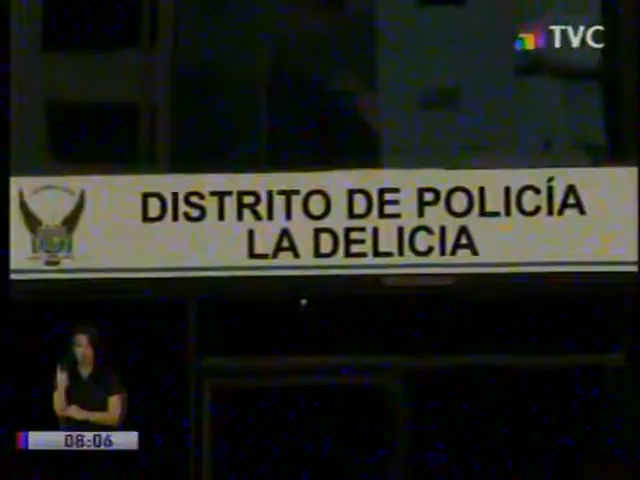 TVC
DISTRITO DE POLICÍA
LA DELICIA
08:06